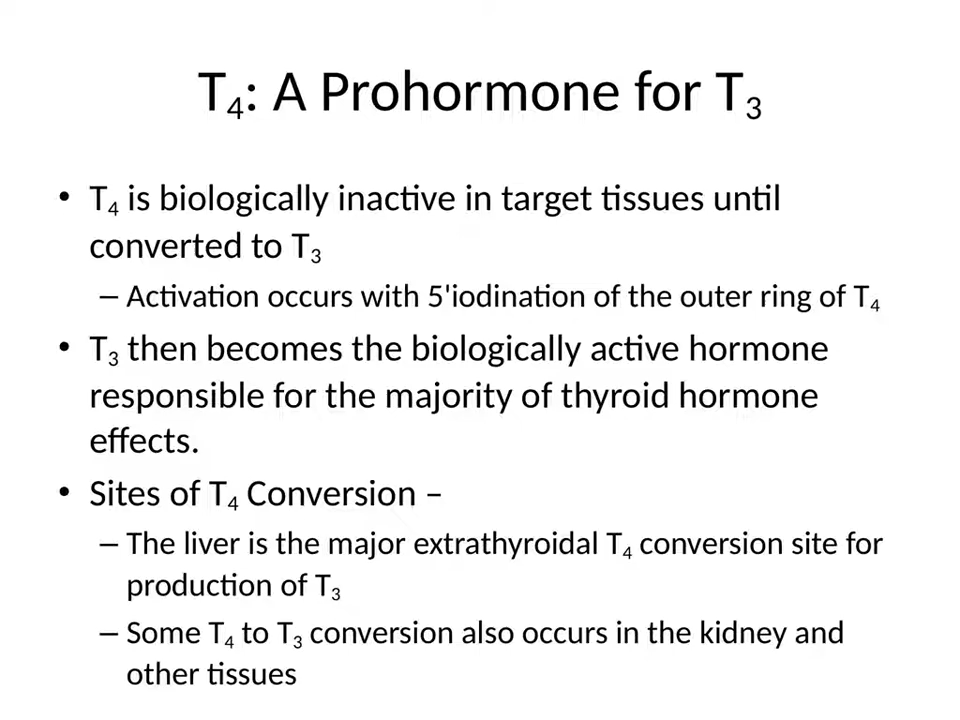 T₄: A Prohormone for T₃
• T₄ is biologically inactive in target tissues until
converted to T₃
– Activation occurs with 5'iodination of the outer ring of T₄
• T₃ then becomes the biologically active hormone
responsible for the majority of thyroid hormone
effects.
• Sites of T₄ Conversion –
– The liver is the major extrathyroidal T₄ conversion site for
production of T₃
– Some T₄ to T₃ conversion also occurs in the kidney and
other tissues